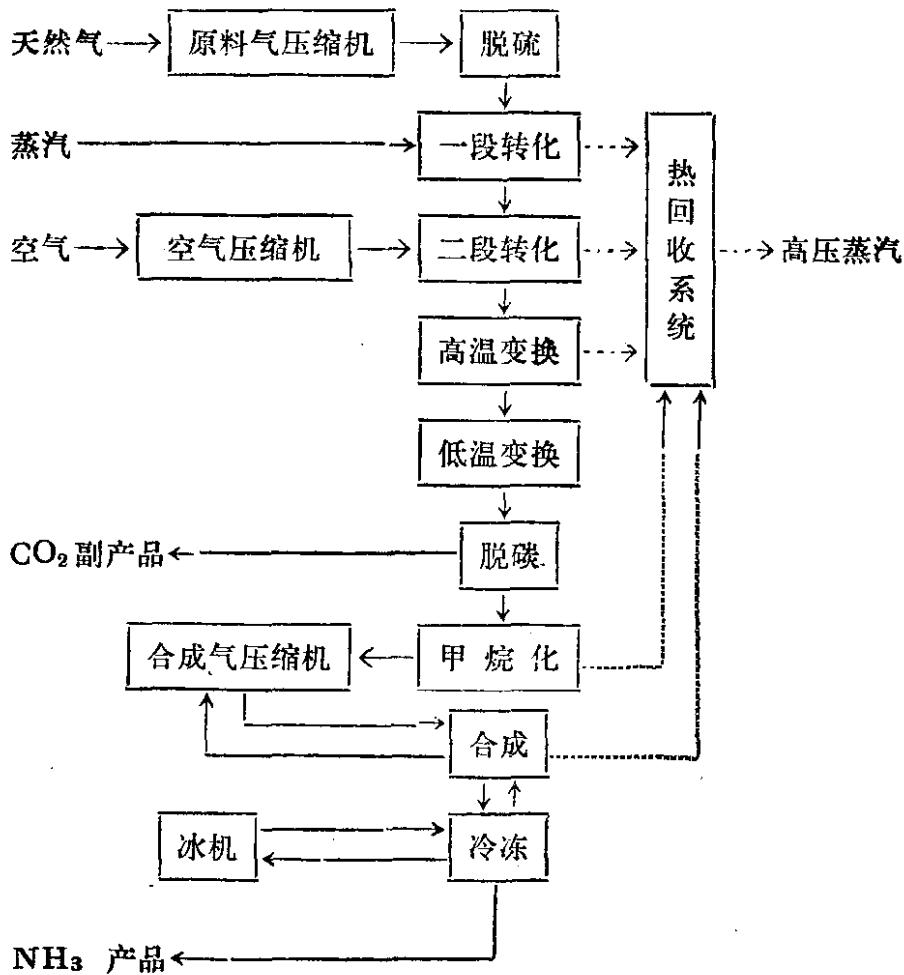 天然气 原料气压缩机 脱硫
蒸汽 一段转化
热回收系统
空气 空气压缩机 二段转化 高压蒸汽
高温变换
低温变换
CO₂副产品 脱碳
合成气压缩机 甲烷化
合成
冰机 冷冻
NH₃ 产品